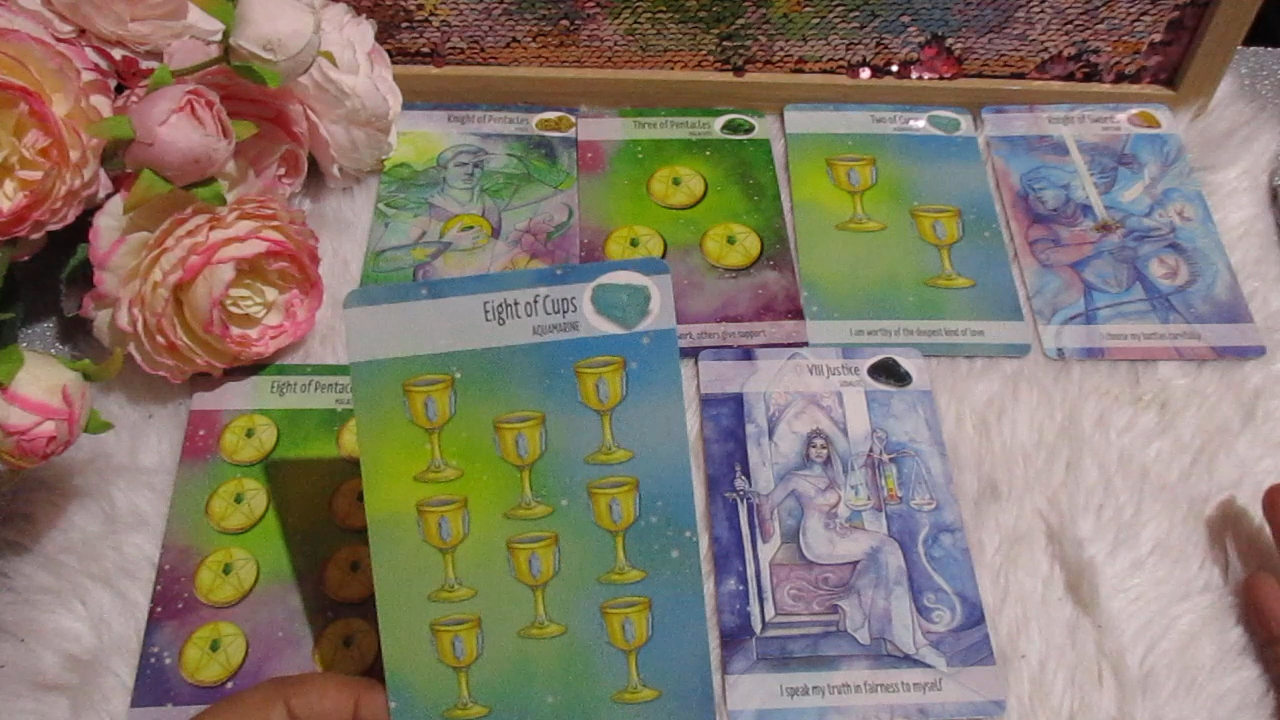 Knight of Pentacles
Three of Pentacles
MALACHITE
work, others give support
Two of Cups
I am worthy of the deepest kind of love
Knight of Swords
I choose my battles carefully
Eight of Cups
AQUAMARINE
Eight of Pentac
VIII Justice
I speak my truth in fairness to myself